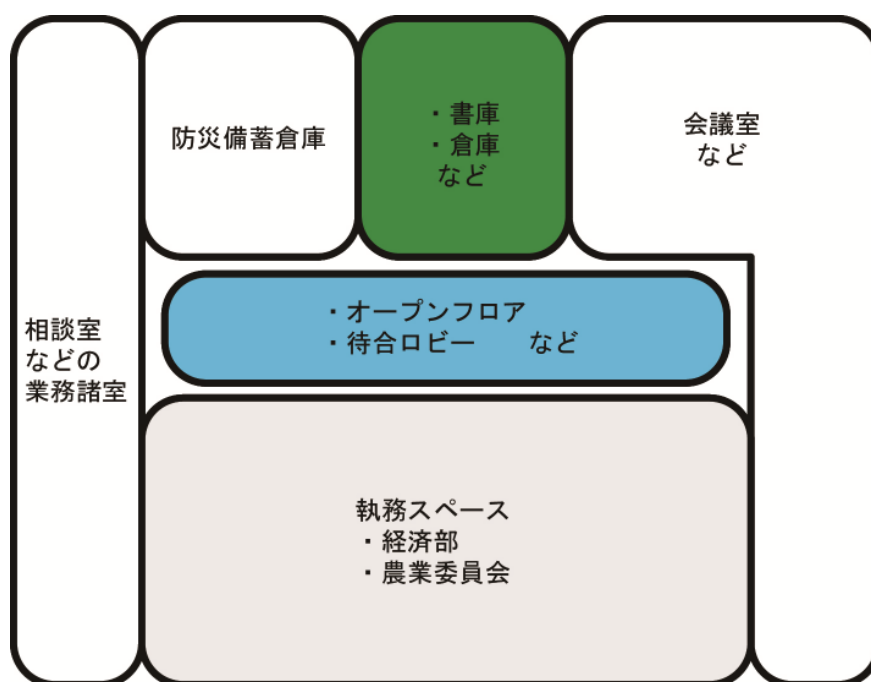 防災備蓄倉庫
・書庫
・倉庫
など
会議室
など
相談室
などの
業務諸室
・オープンフロア
・待合ロビー　　など
執務スペース
・経済部
・農業委員会